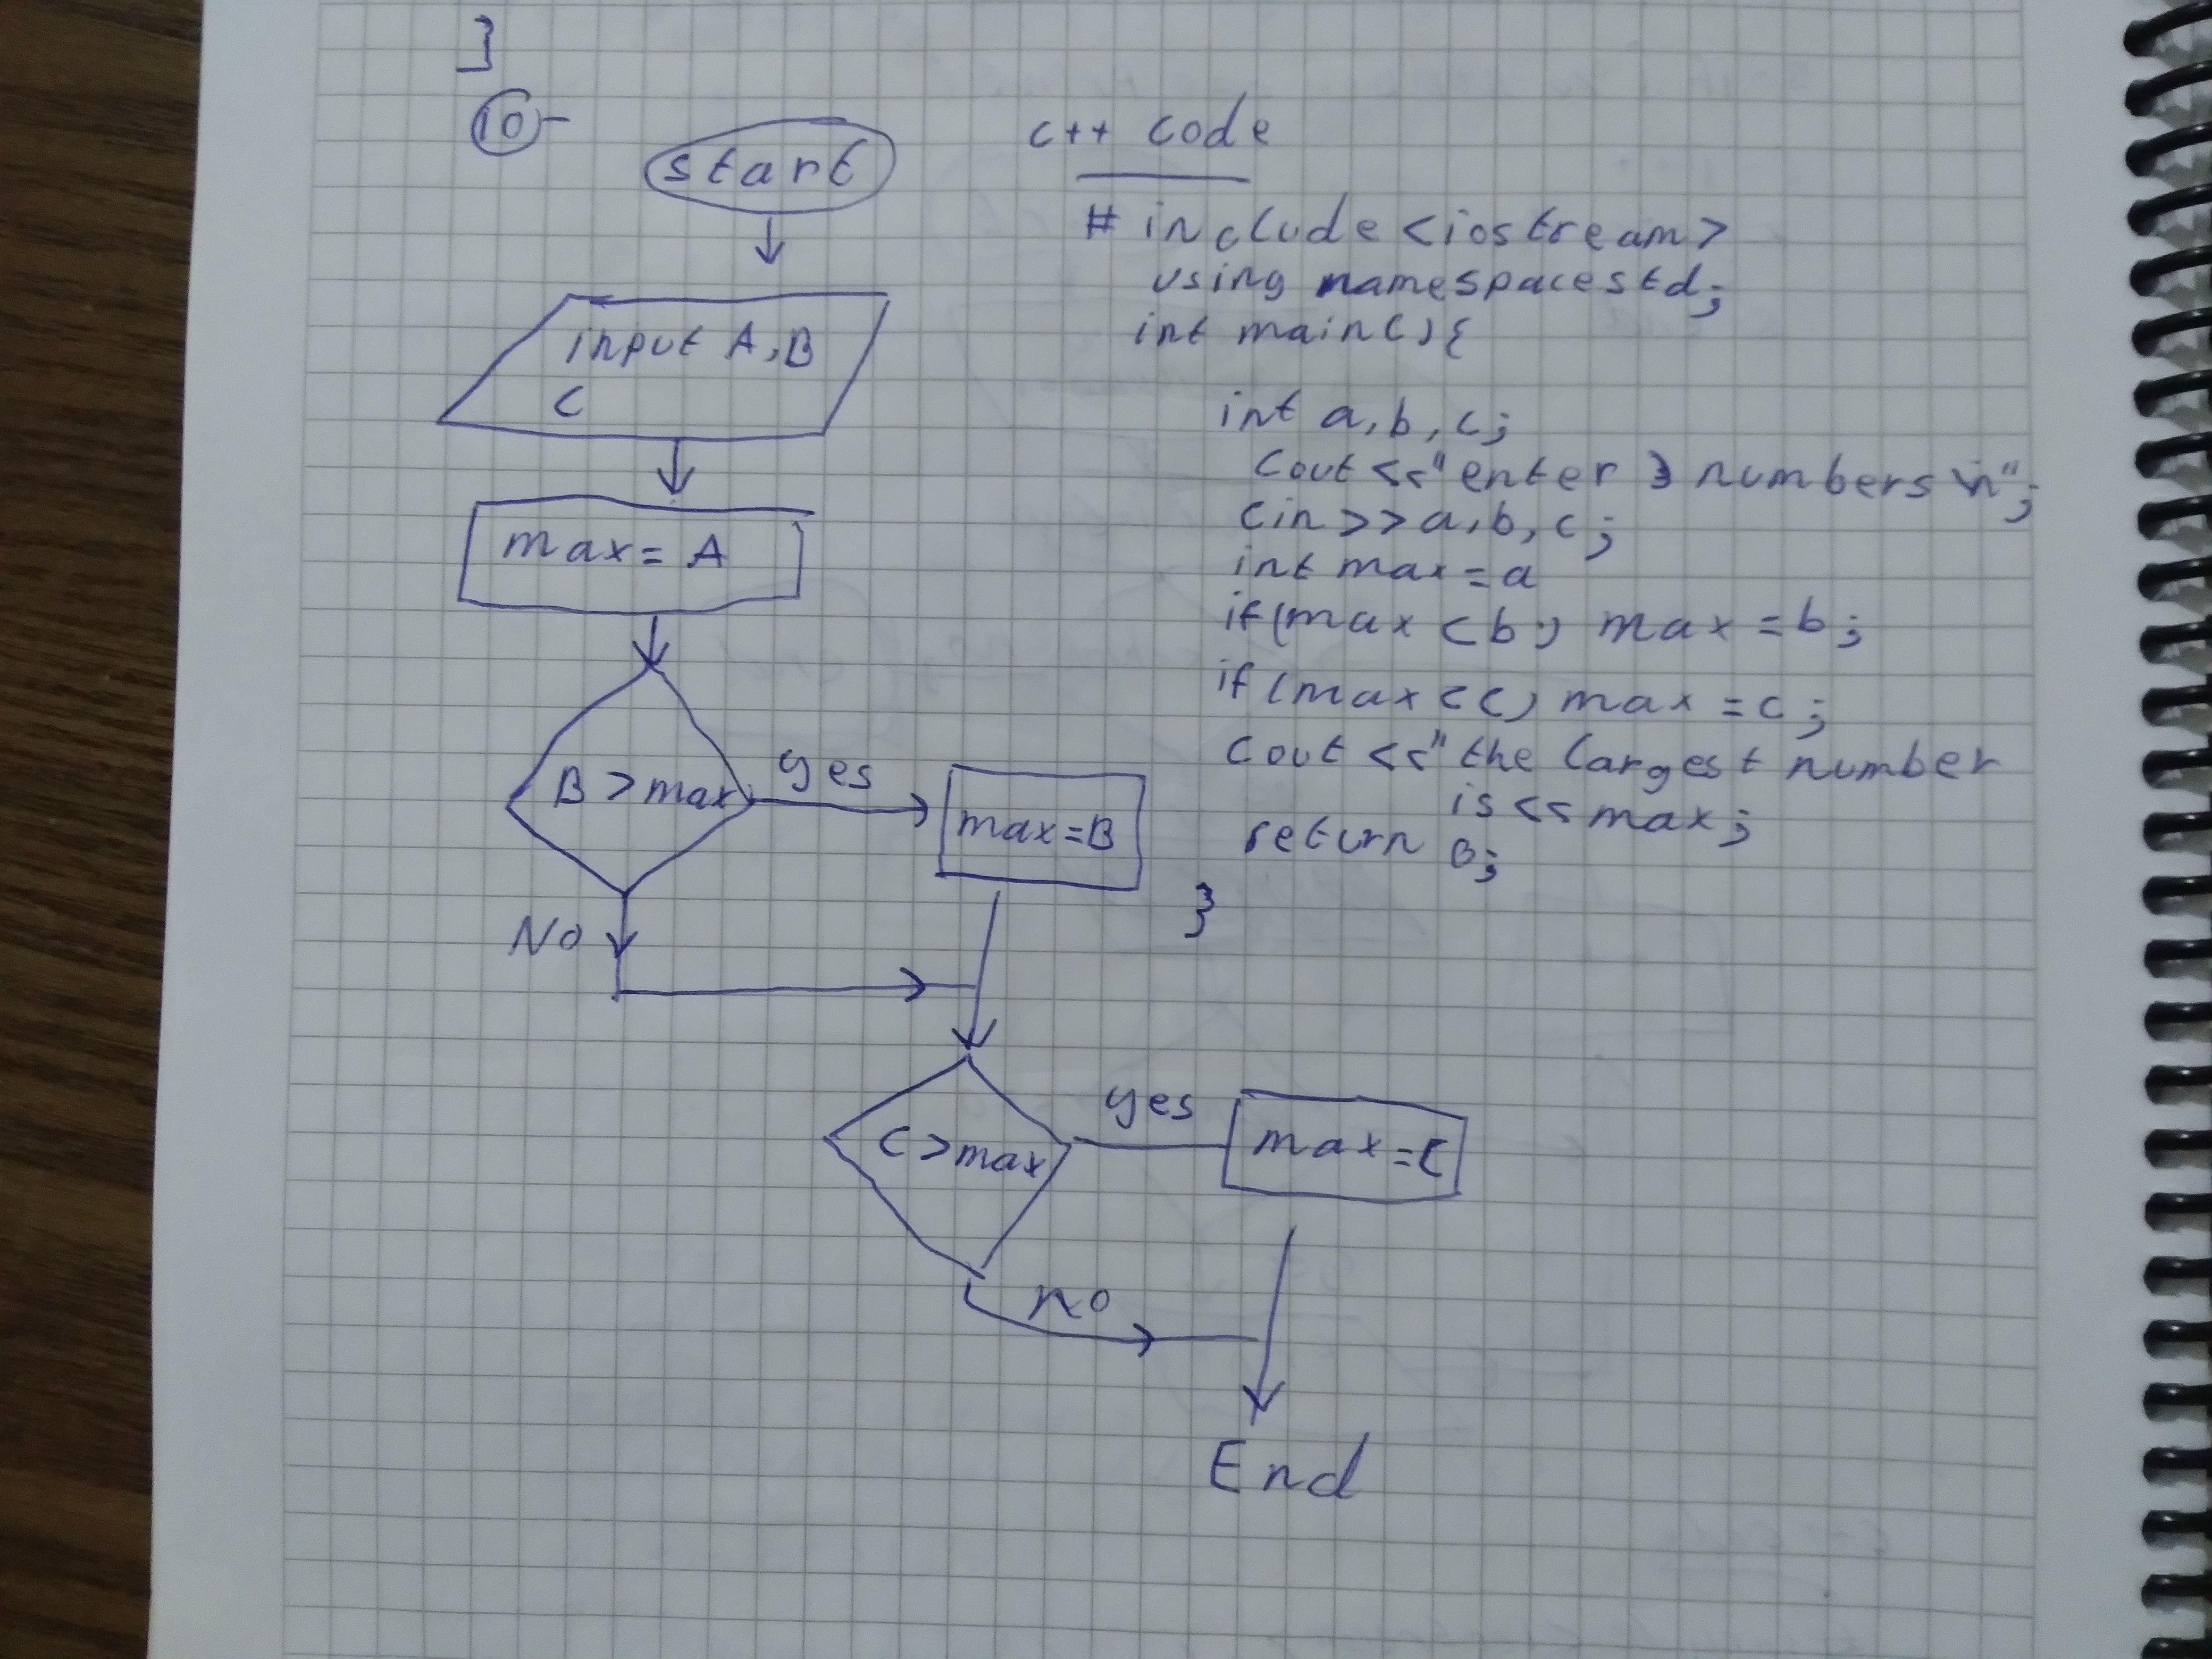 }
10-
start
input A,B
C
max = A
B > max
yes
max=B
No
C > max
yes
max=C
no
End
c++ code
# include <iostream>
using namespace std;
int main() {
int a, b, c;
cout << " enter 3 numbers \n";
cin >> a, b, c;
int max = a
if (max < b) max = b;
if (max < c) max = c;
cout << " the largest number
is << max;
return 0;
}